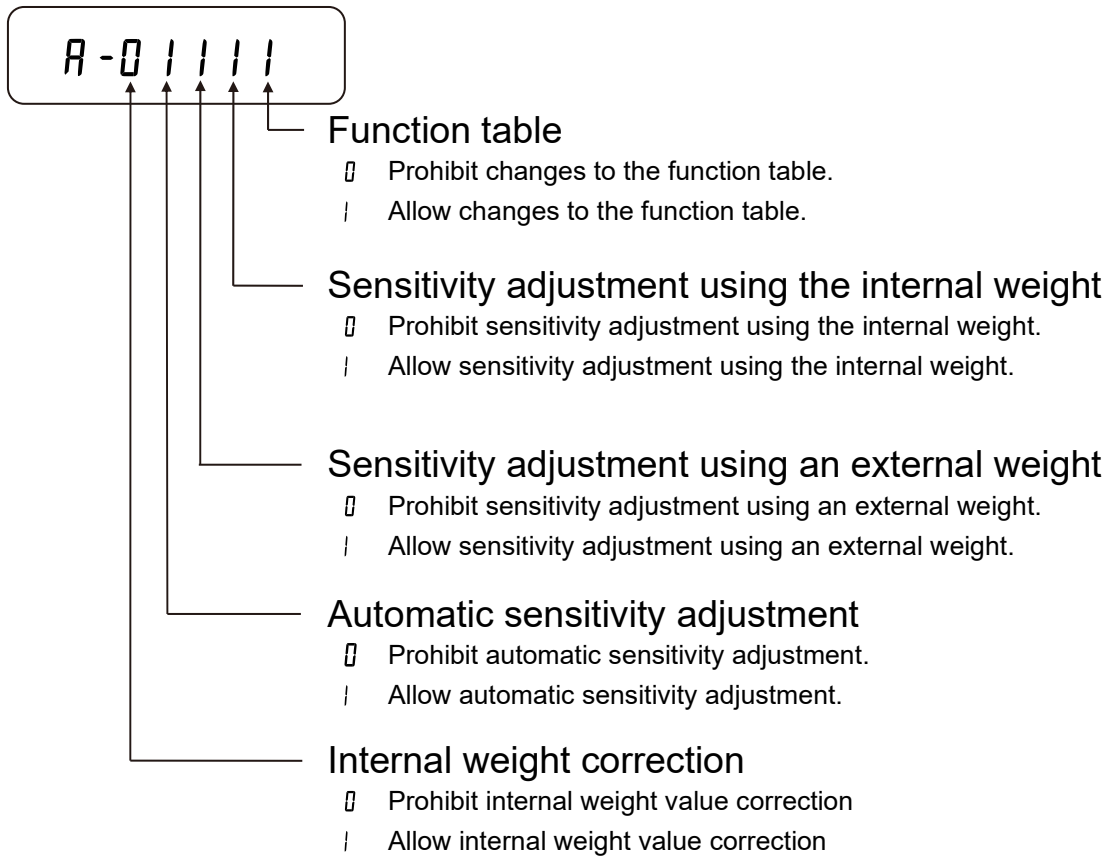 A-01111
Function table
0 Prohibit changes to the function table.
1 Allow changes to the function table.
Sensitivity adjustment using the internal weight
0 Prohibit sensitivity adjustment using the internal weight.
1 Allow sensitivity adjustment using the internal weight.
Sensitivity adjustment using an external weight
0 Prohibit sensitivity adjustment using an external weight.
1 Allow sensitivity adjustment using an external weight.
Automatic sensitivity adjustment
0 Prohibit automatic sensitivity adjustment.
1 Allow automatic sensitivity adjustment.
Internal weight correction
0 Prohibit internal weight value correction
1 Allow internal weight value correction